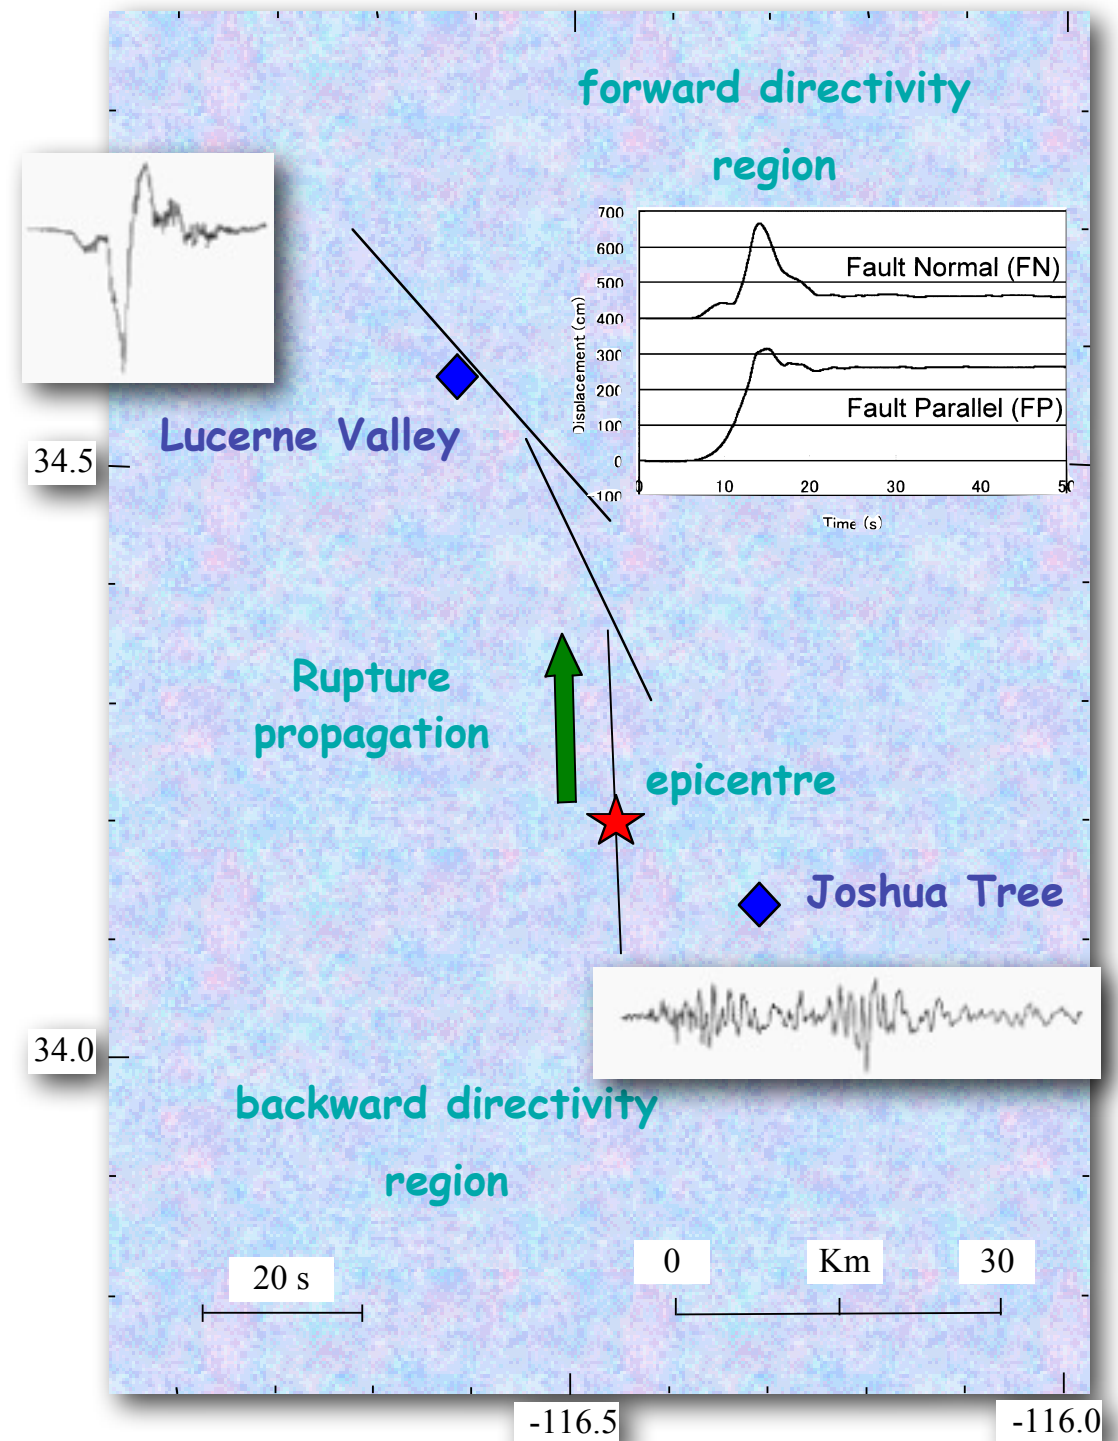 forward directivity
region
700
600
500
400
300
200
100
0
-100
Displacement (cm)
Fault Normal (FN)
Fault Parallel (FP)
0 10 20 30 40 50
Time (s)
Lucerne Valley
34.5
Rupture
propagation
epicentre
Joshua Tree
34.0
backward directivity
region
20 s
0 Km 30
-116.5 -116.0